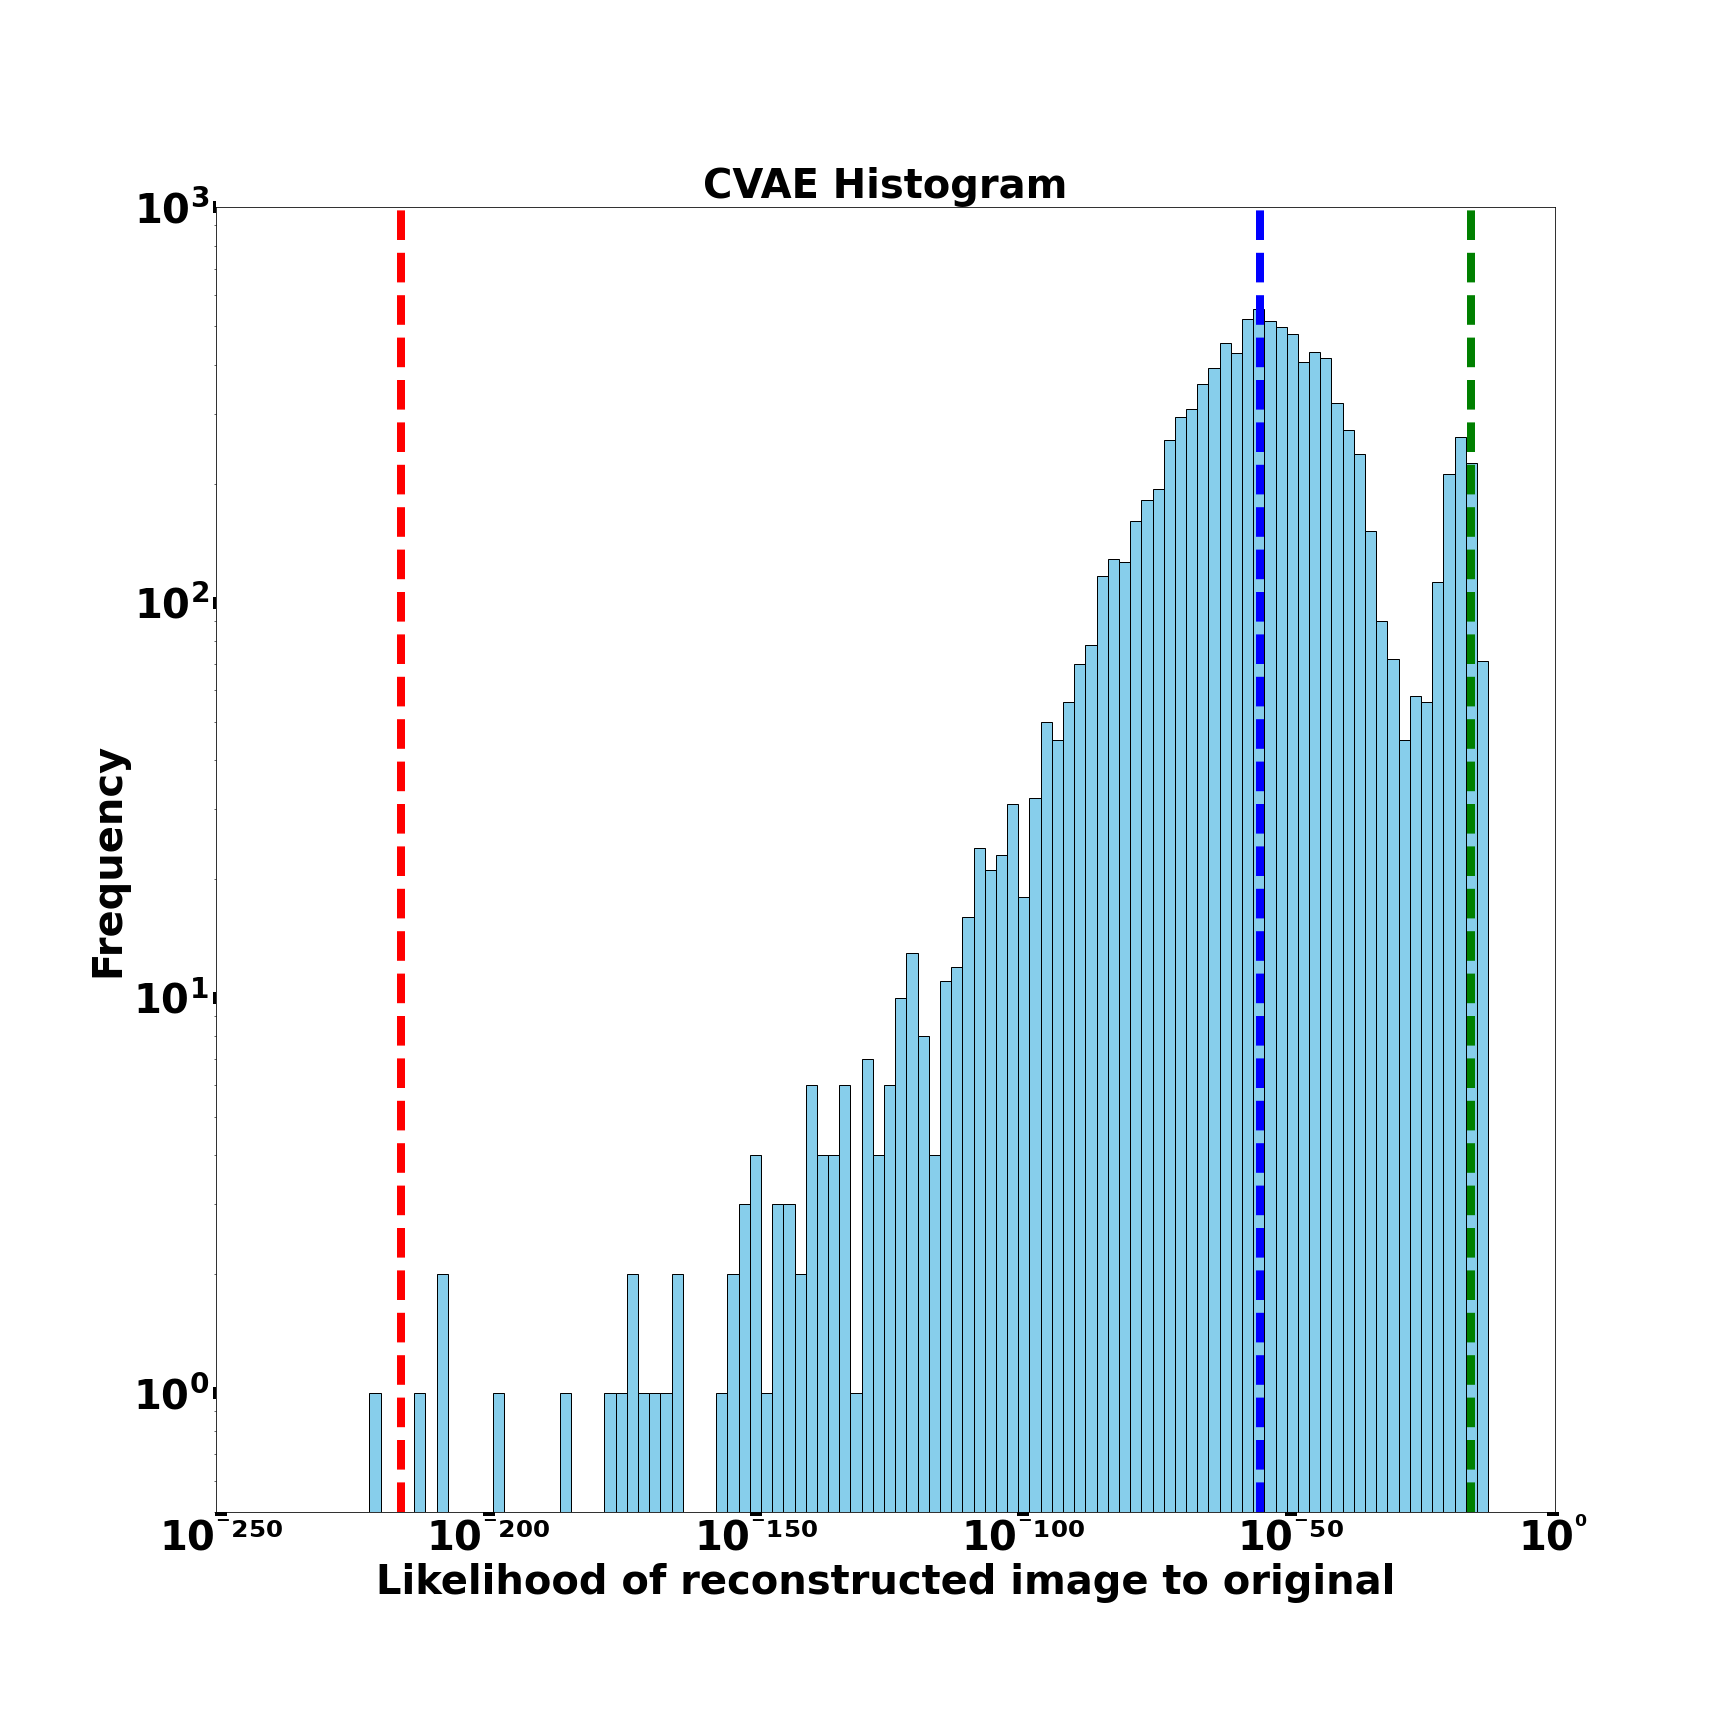 CVAE Histogram
10³
10²
10¹
10⁰
Frequency
10⁻²⁵⁰ 10⁻²⁰⁰ 10⁻¹⁵⁰ 10⁻¹⁰⁰ 10⁻⁵⁰ 10⁰
Likelihood of reconstructed image to original